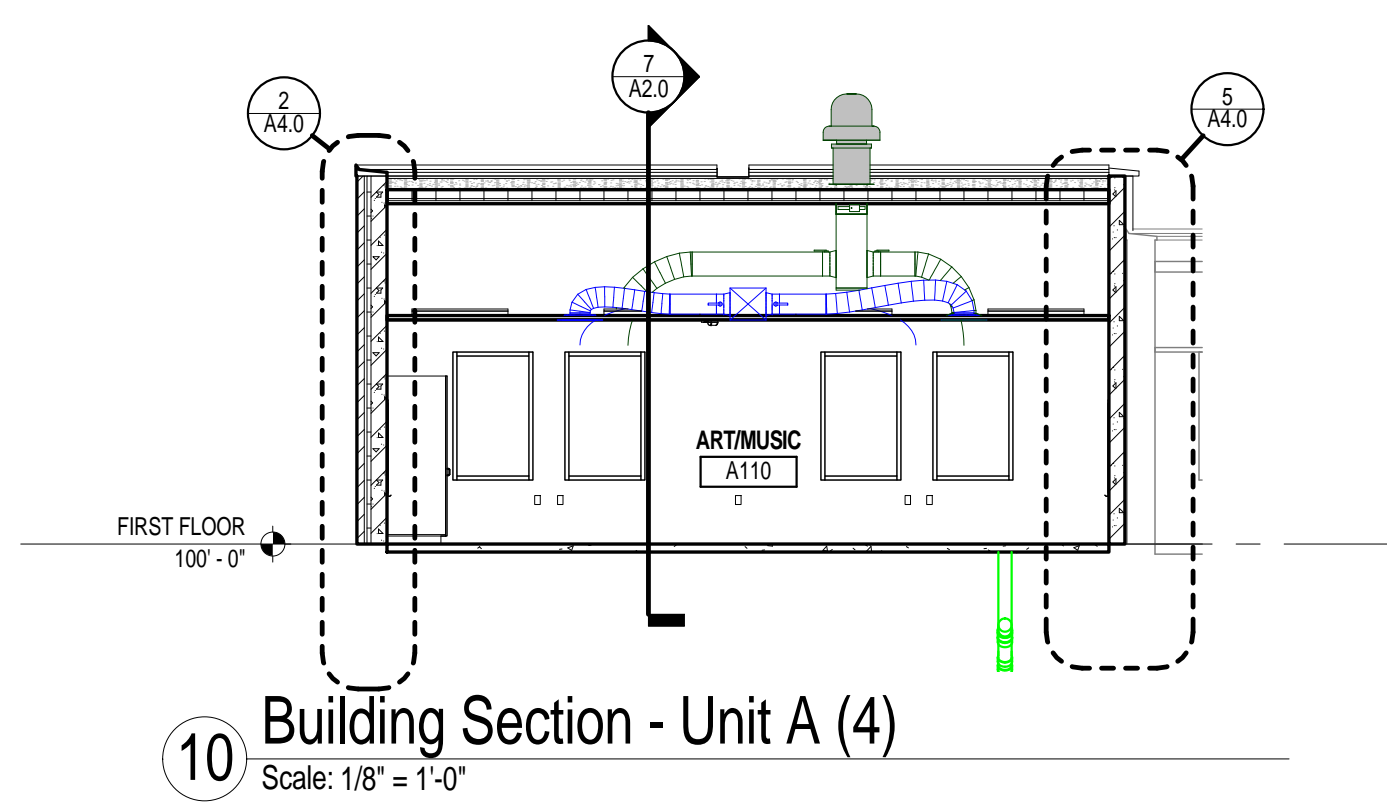 7
A2.0
2
A4.0
5
A4.0
ART/MUSIC
A110
FIRST FLOOR
100' - 0"
10
Building Section - Unit A (4)
Scale: 1/8" = 1'-0"